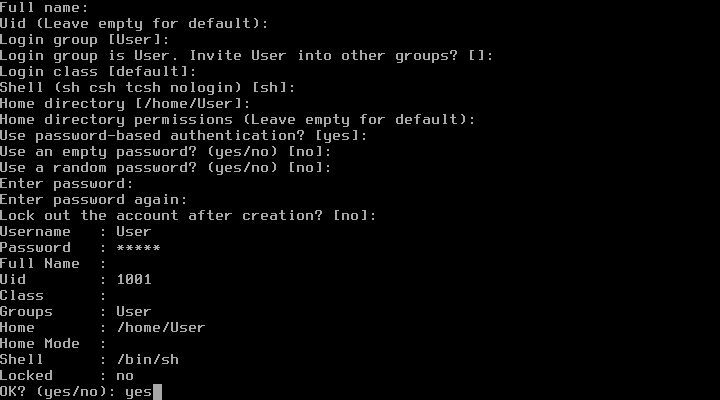 Full name:
Uid (Leave empty for default):
Login group [User]:
Login group is User. Invite User into other groups? []:
Login class [default]:
Shell (sh csh tcsh nologin) [sh]:
Home directory [/home/User]:
Home directory permissions (Leave empty for default):
Use password-based authentication? [yes]:
Use an empty password? (yes/no) [no]:
Use a random password? (yes/no) [no]:
Enter password:
Enter password again:
Lock out the account after creation? [no]:
Username   : User
Password   : *****
Full Name  :
Uid        : 1001
Class      :
Groups     : User
Home       : /home/User
Home Mode  :
Shell      : /bin/sh
Locked     : no
OK? (yes/no): yes